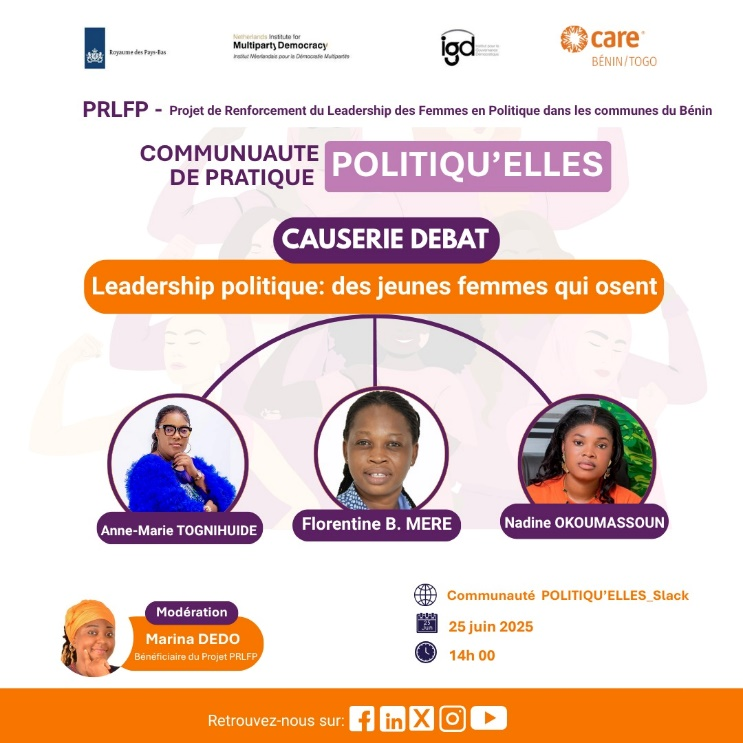 Royaume des Pays-Bas
Netherlands Institute for
Multiparty Democracy
Institut Néerlandais pour la Démocratie Multipartite
igd
care
BÉNIN/TOGO
PRLFP - Projet de Renforcement du Leadership des Femmes en Politique dans les communes du Bénin
COMMUNUAUTE
DE PRATIQUE
POLITIQU’ELLES
CAUSERIE DEBAT
Leadership politique: des jeunes femmes qui osent
Anne-Marie TOGNIHUIDE
Florentine B. MERE
Nadine OKOUMASSOUN
Modération
Marina DEDO
Bénéficiaire du Projet PRLFP
Communauté POLITIQU’ELLES_Slack
25 juin 2025
14h 00
Retrouvez-nous sur: